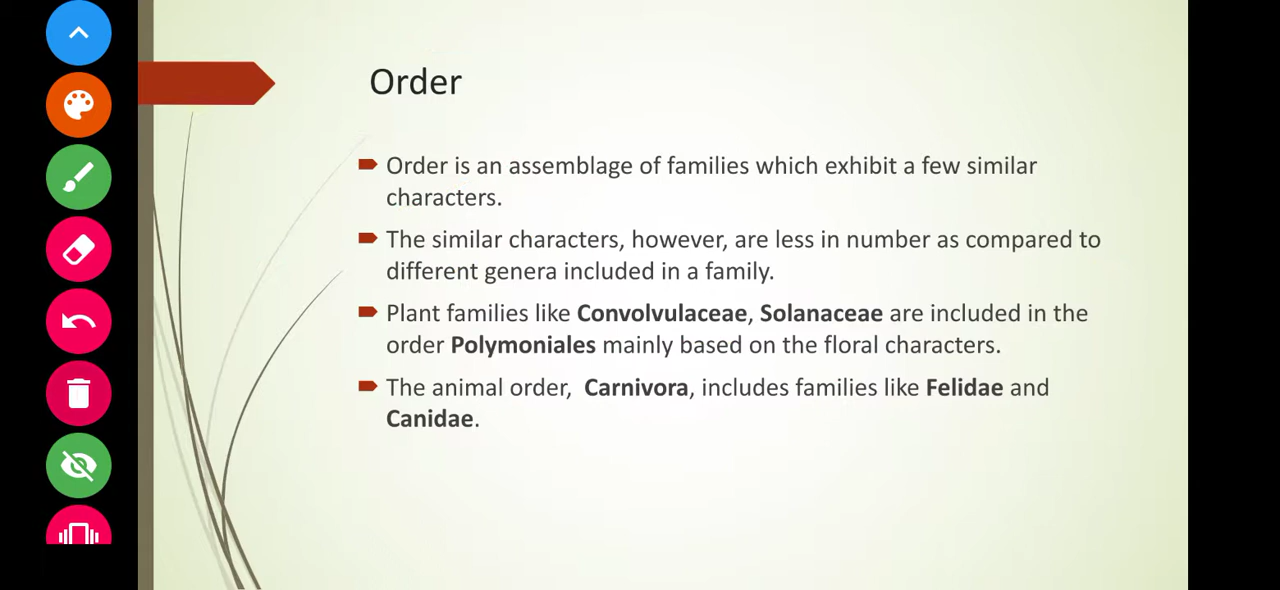 Order
Order is an assemblage of families which exhibit a few similar
characters.
The similar characters, however, are less in number as compared to
different genera included in a family.
Plant families like Convolvulaceae, Solanaceae are included in the
order Polymoniales mainly based on the floral characters.
The animal order, Carnivora, includes families like Felidae and
Canidae.